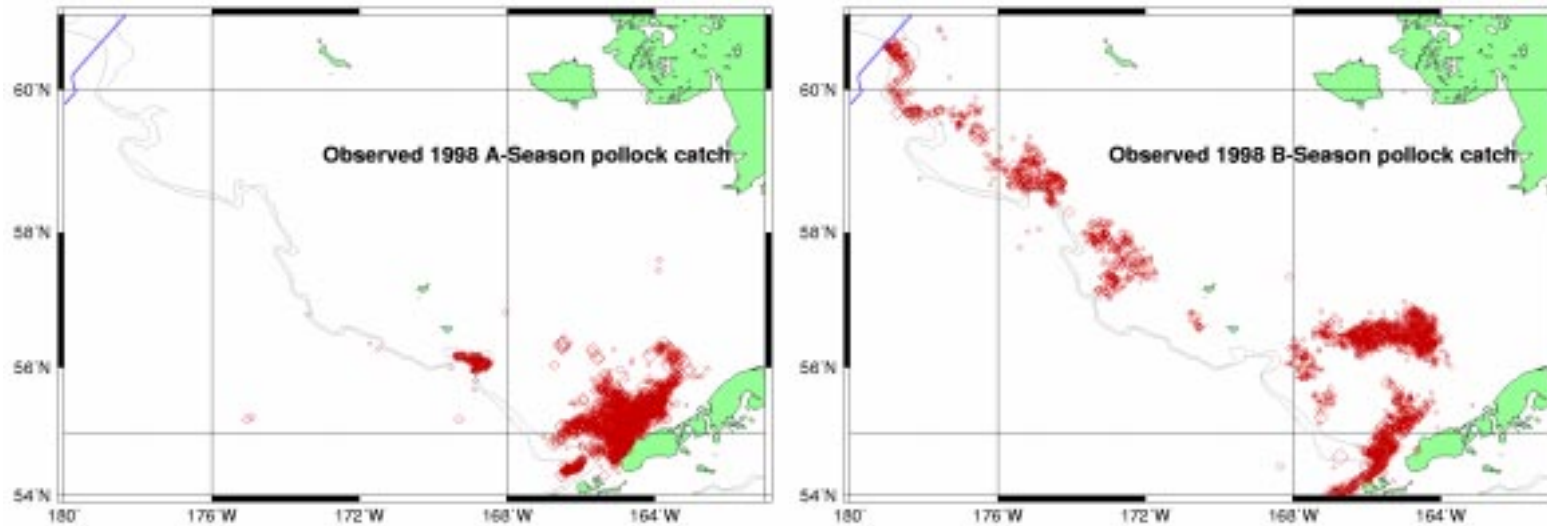 Observed 1998 A-Season pollock catch
60°N
58°N
56°N
54°N
180°
176°W
172°W
168°W
164°W
Observed 1998 B-Season pollock catch
60°N
58°N
56°N
54°N
180°
176°W
172°W
168°W
164°W